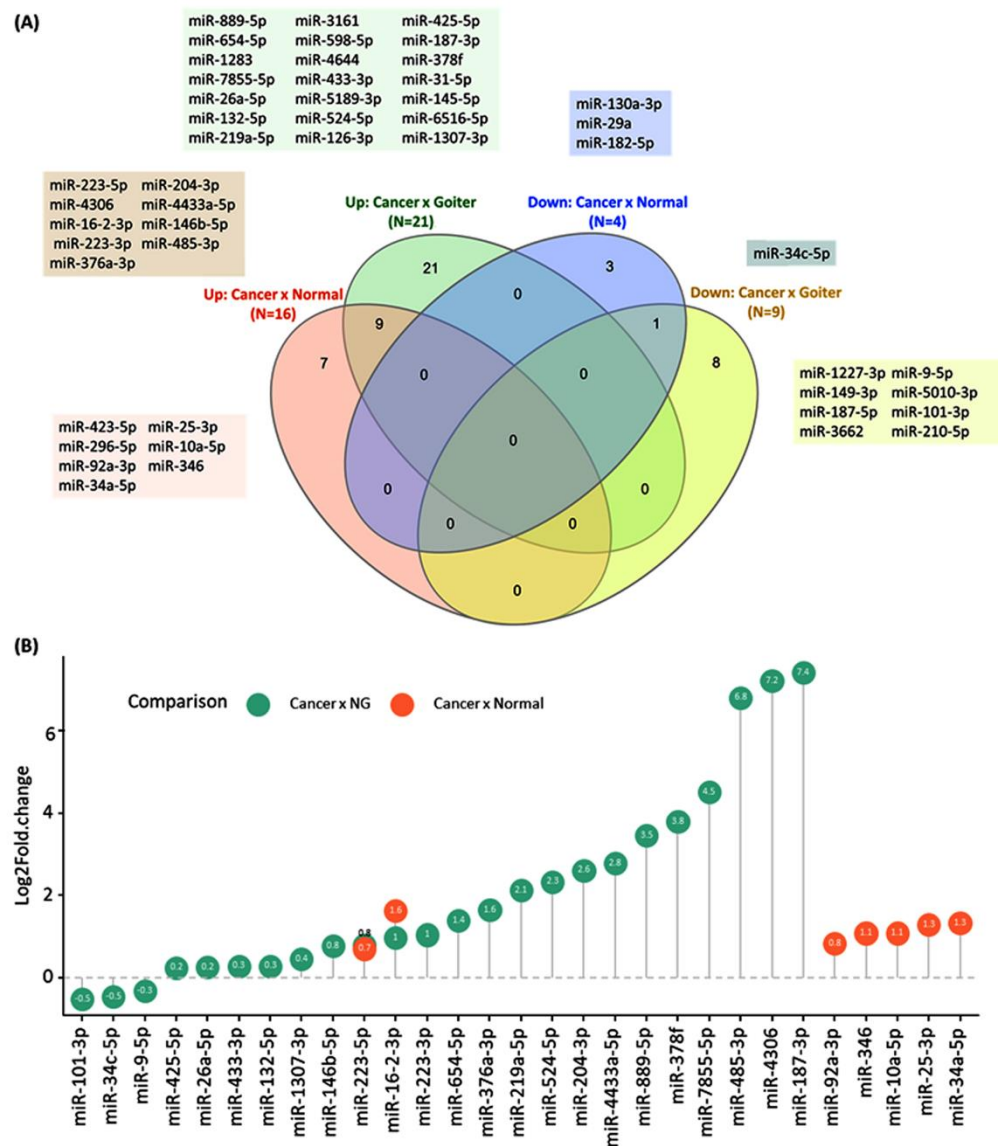 (A)
miR-889-5p miR-3161 miR-425-5p
miR-654-5p miR-598-5p miR-187-3p
miR-1283 miR-4644 miR-378f
miR-7855-5p miR-433-3p miR-31-5p
miR-26a-5p miR-5189-3p miR-145-5p
miR-132-5p miR-524-5p miR-6516-5p
miR-219a-5p miR-126-3p miR-1307-3p
miR-130a-3p
miR-29a
miR-182-5p
miR-223-5p miR-204-3p
miR-4306 miR-4433a-5p
miR-16-2-3p miR-146b-5p
miR-223-3p miR-485-3p
miR-376a-3p
Up: Cancer x Goiter
(N=21)
Down: Cancer x Normal
(N=4)
miR-34c-5p
Up: Cancer x Normal
(N=16)
Down: Cancer x Goiter
(N=9)
21
3
0
9
1
7
8
0
0
0
0
0
0
0
0
miR-1227-3p miR-9-5p
miR-149-3p miR-5010-3p
miR-187-5p miR-101-3p
miR-3662 miR-210-5p
miR-423-5p miR-25-3p
miR-296-5p miR-10a-5p
miR-92a-3p miR-346
miR-34a-5p
(B)
Comparison Cancer x NG Cancer x Normal
Log2Fold.change
6
4
2
0
-0.5
-0.5
-0.3
0.2
0.2
0.3
0.3
0.4
0.8
0.8
0.7
1.6
1
1
1.4
1.6
2.1
2.3
2.6
2.8
3.5
3.8
4.5
6.8
7.2
7.4
0.8
1.1
1.1
1.3
1.3
miR-101-3p
miR-34c-5p
miR-9-5p
miR-425-5p
miR-26a-5p
miR-433-3p
miR-132-5p
miR-1307-3p
miR-146b-5p
miR-223-5p
miR-16-2-3p
miR-223-3p
miR-654-5p
miR-376a-3p
miR-219a-5p
miR-524-5p
miR-204-3p
miR-4433a-5p
miR-889-5p
miR-378f
miR-7855-5p
miR-485-3p
miR-4306
miR-187-3p
miR-92a-3p
miR-346
miR-10a-5p
miR-25-3p
miR-34a-5p